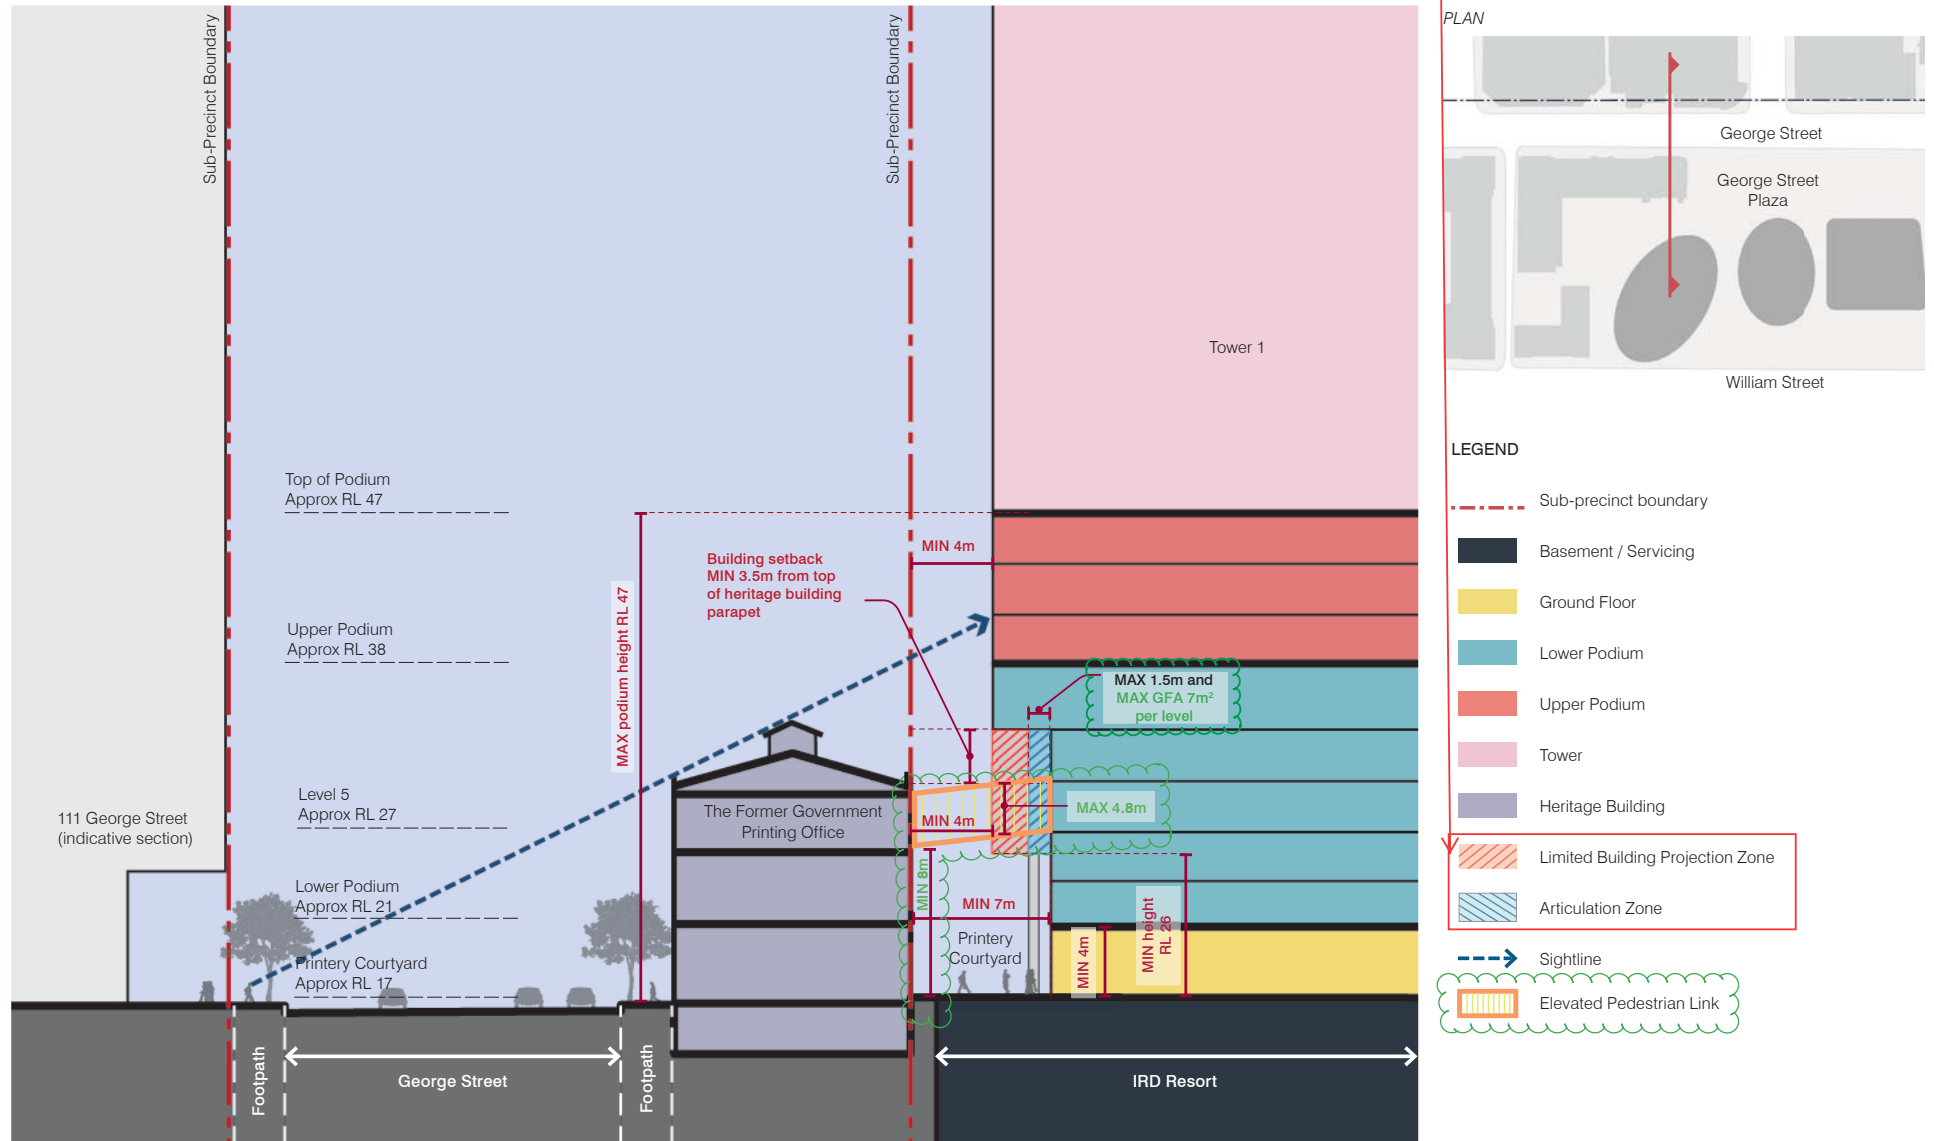 Sub-Precinct Boundary
Sub-Precinct Boundary
Tower 1
Top of Podium
Approx RL 47
Upper Podium
Approx RL 38
Level 5
Approx RL 27
Lower Podium
Approx RL 21
Printery Courtyard
Approx RL 17
111 George Street
(indicative section)
MAX podium height RL 47
Building setback
MIN 3.5m from top
of heritage building
parapet
MIN 4m
MAX 1.5m and
MAX GFA 7m²
per level
The Former Government
Printing Office
MIN 4m
MAX 4.8m
MIN 8m
MIN 7m
Printery
Courtyard
MIN 4m
MIN height
RL 26
Footpath
George Street
Footpath
IRD Resort
PLAN
George Street
George Street
Plaza
William Street
LEGEND
Sub-precinct boundary
Basement / Servicing
Ground Floor
Lower Podium
Upper Podium
Tower
Heritage Building
Limited Building Projection Zone
Articulation Zone
Sightline
Elevated Pedestrian Link